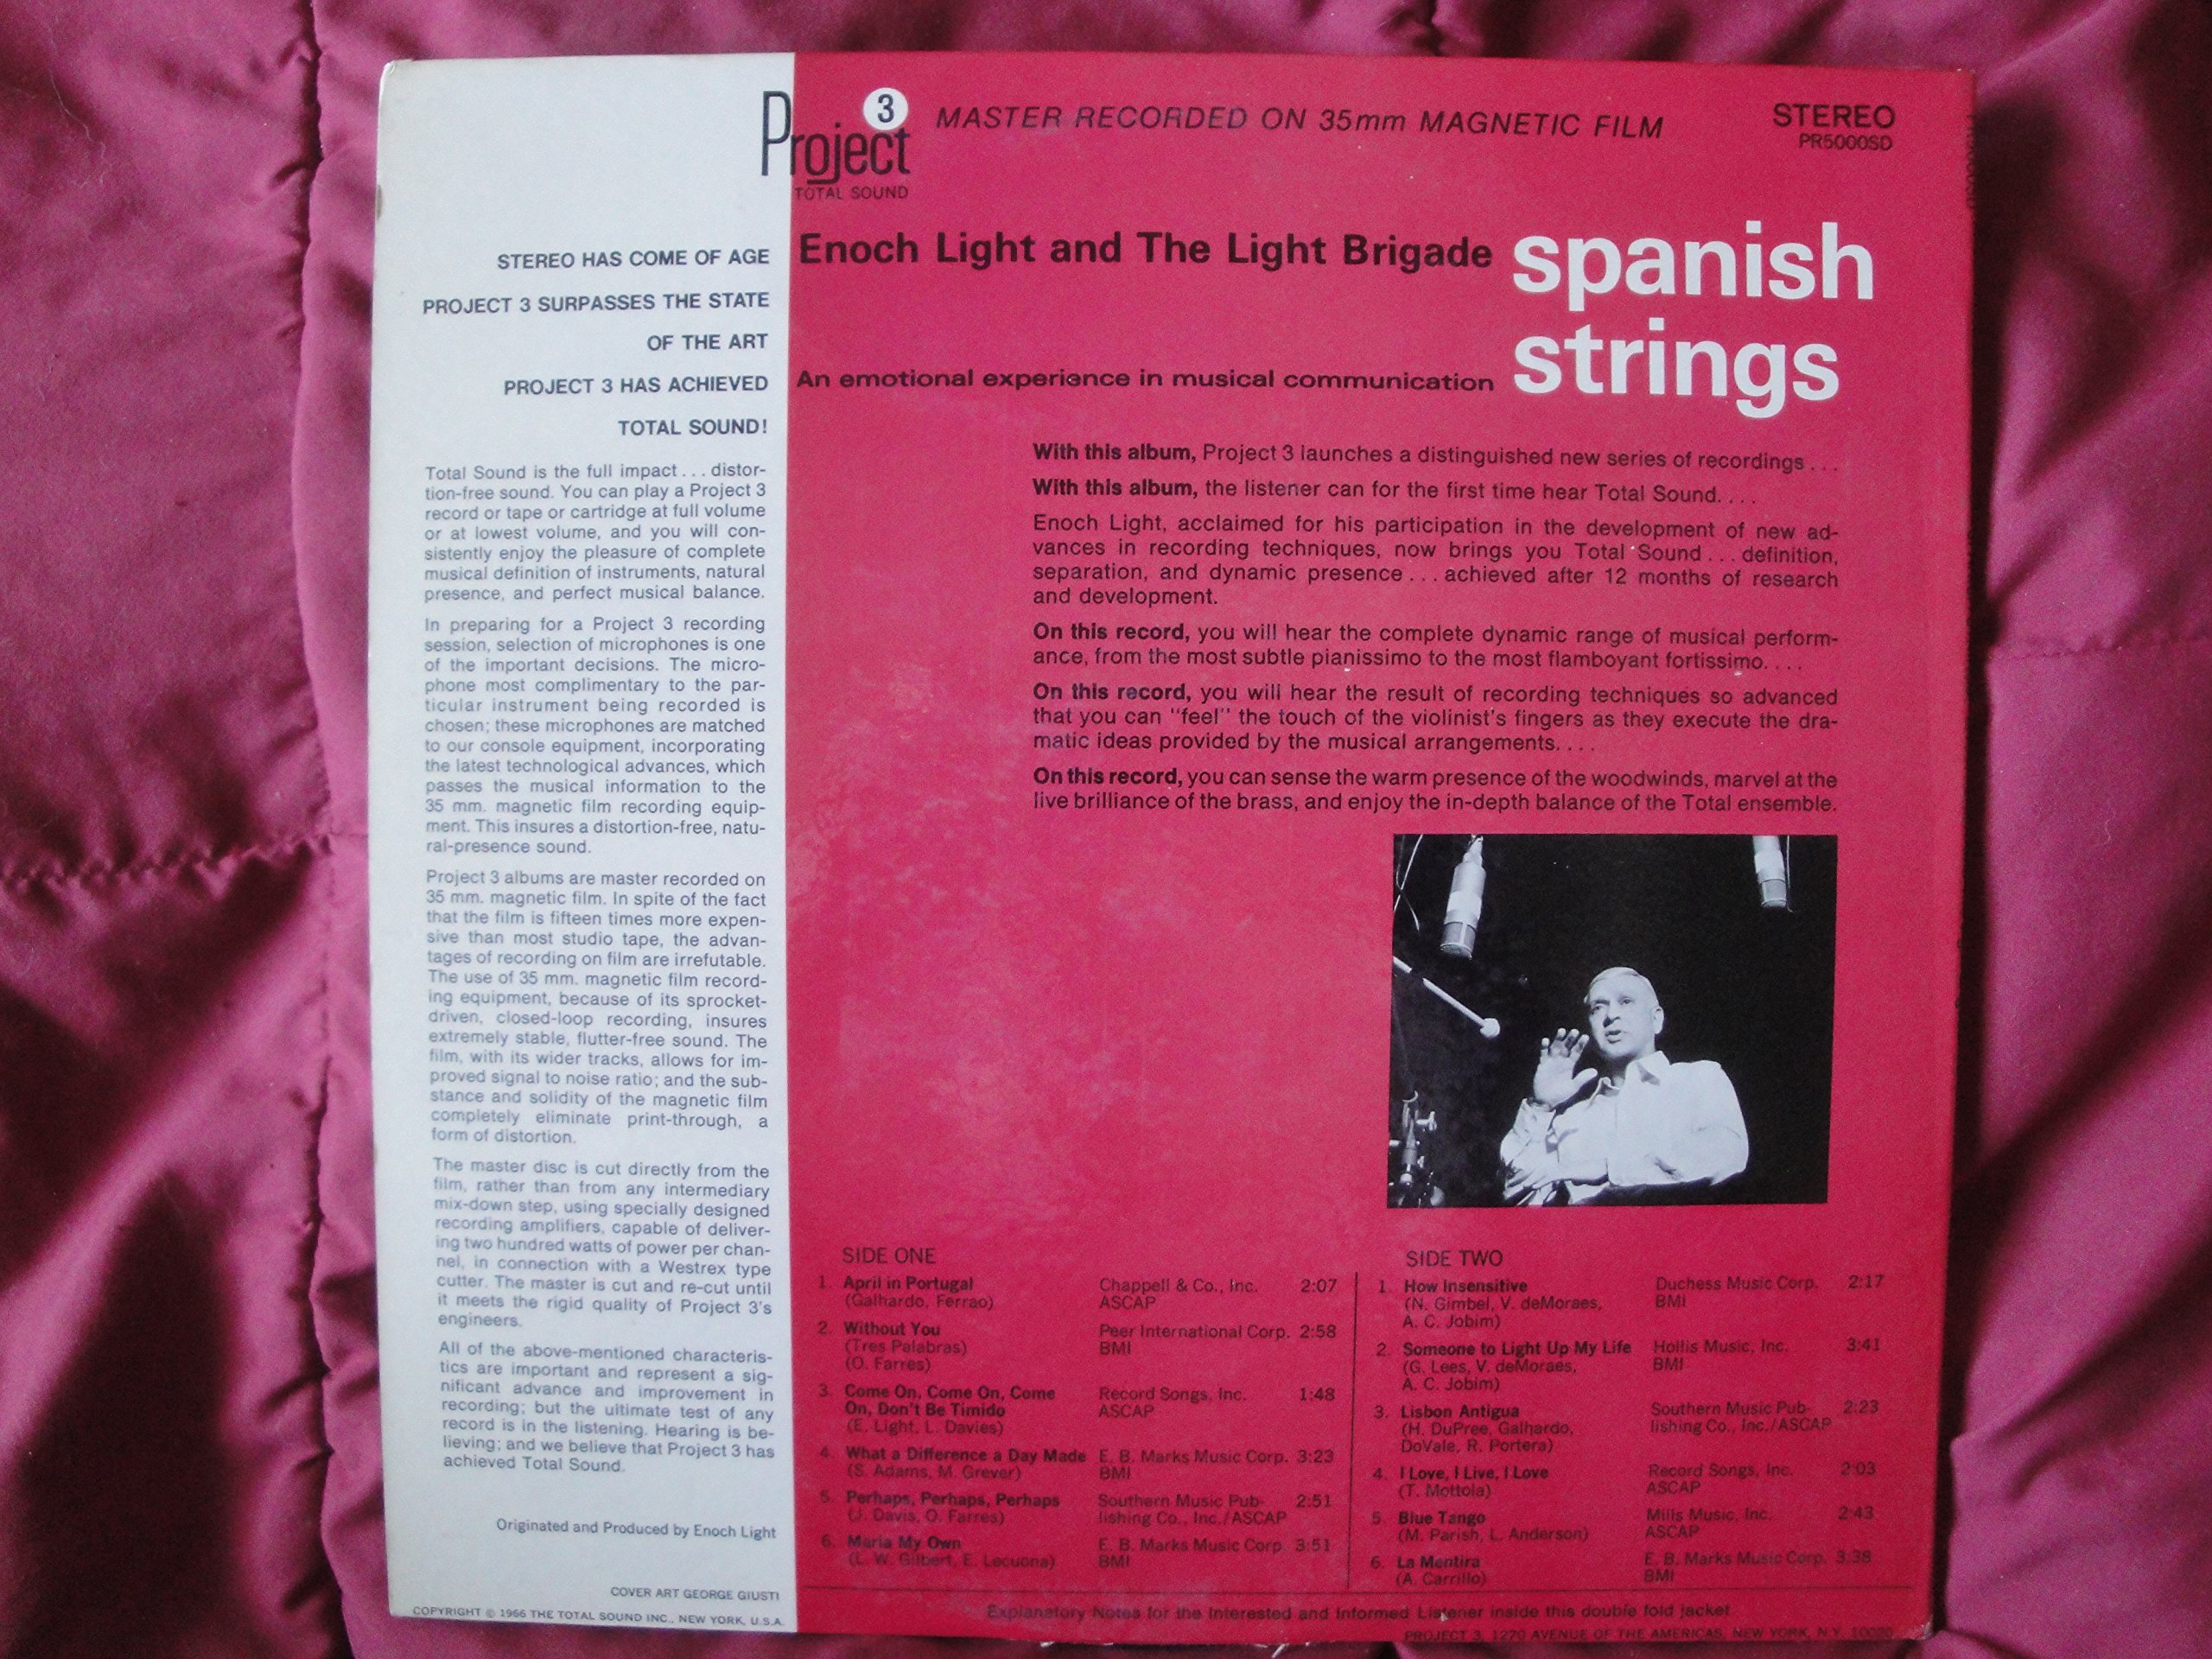 Project 3
TOTAL SOUND
MASTER RECORDED ON 35mm MAGNETIC FILM
STEREO
PR5000SD
Enoch Light and The Light Brigade
spanish
strings
An emotional experience in musical communication
STEREO HAS COME OF AGE
PROJECT 3 SURPASSES THE STATE
OF THE ART
PROJECT 3 HAS ACHIEVED
TOTAL SOUND!
Total Sound is the full impact . . . distor-
tion-free sound. You can play a Project 3
record or tape or cartridge at full volume
or at lowest volume, and you will con-
sistently enjoy the pleasure of complete
musical definition of instruments, natural
presence, and perfect musical balance.
In preparing for a Project 3 recording
session, selection of microphones is one
of the important decisions. The micro-
phone most complimentary to the par-
ticular instrument being recorded is
chosen; these microphones are matched
to our console equipment, incorporating
the latest technological advances, which
passes the musical information to the
35 mm. magnetic film recording equip-
ment. This insures a distortion-free, natu-
ral-presence sound.
Project 3 albums are master recorded on
35 mm. magnetic film. In spite of the fact
that the film is fifteen times more expen-
sive than most studio tape, the advan-
tages of recording on film are irrefutable.
The use of 35 mm. magnetic film record-
ing equipment, because of its sprocket-
driven, closed-loop recording, insures
extremely stable, flutter-free sound. The
film, with its wider tracks, allows for im-
proved signal to noise ratio; and the sub-
stance and solidity of the magnetic film
completely eliminate print-through, a
form of distortion.
The master disc is cut directly from the
film, rather than from any intermediary
mix-down step, using specially designed
recording amplifiers, capable of deliver-
ing two hundred watts of power per chan-
nel, in connection with a Westrex type
cutter. The master is cut and re-cut until
it meets the rigid quality of Project 3's
engineers.
All of the above-mentioned characteris-
tics are important and represent a sig-
nificant advance and improvement in
recording; but the ultimate test of any
record is in the listening. Hearing is be-
lieving; and we believe that Project 3 has
achieved Total Sound.
Originated and Produced by Enoch Light
COVER ART GEORGE GIUSTI
COPYRIGHT © 1966 THE TOTAL SOUND INC., NEW YORK, U.S.A.
With this album, Project 3 launches a distinguished new series of recordings . . .
With this album, the listener can for the first time hear Total Sound. . . .
Enoch Light, acclaimed for his participation in the development of new ad-
vances in recording techniques, now brings you Total Sound . . . definition,
separation, and dynamic presence . . . achieved after 12 months of research
and development.
On this record, you will hear the complete dynamic range of musical perform-
ance, from the most subtle pianissimo to the most flamboyant fortissimo. . . .
On this record, you will hear the result of recording techniques so advanced
that you can "feel" the touch of the violinist's fingers as they execute the dra-
matic ideas provided by the musical arrangements. . . .
On this record, you can sense the warm presence of the woodwinds, marvel at the
live brilliance of the brass, and enjoy the in-depth balance of the Total ensemble.
SIDE ONE
1. April in Portugal Chappell & Co., Inc. 2:07
(Galhardo, Ferrao) ASCAP
2. Without You Peer International Corp. 2:58
(Tres Palabras) BMI
(O. Farres)
3. Come On, Come On, Come Record Songs, Inc. 1:48
On, Don't Be Timido ASCAP
(E. Light, L. Davies)
4. What a Difference a Day Made E. B. Marks Music Corp. 3:23
(S. Adams, M. Grever) BMI
5. Perhaps, Perhaps, Perhaps Southern Music Pub- 2:51
(J. Davis, O. Farres) lishing Co., Inc./ASCAP
6. Maria My Own E. B. Marks Music Corp. 3:51
(L. W. Gilbert, E. Lecuona) BMI
SIDE TWO
1. How Insensitive Duchess Music Corp. 2:17
(N. Gimbel, V. deMoraes, BMI
A. C. Jobim)
2. Someone to Light Up My Life Hollis Music, Inc. 3:41
(G. Lees, V. deMoraes, BMI
A. C. Jobim)
3. Lisbon Antigua Southern Music Pub- 2:23
(H. DuPree, Galhardo, lishing Co., Inc./ASCAP
DoVale, R. Portera)
4. I Love, I Live, I Love Record Songs, Inc. 2:03
(T. Mottola) ASCAP
5. Blue Tango Mills Music, Inc. 2:43
(M. Parish, L. Anderson) ASCAP
6. La Mentira E. B. Marks Music Corp. 3:38
(A. Carrillo) BMI
Explanatory Notes for the Interested and Informed Listener inside this double fold jacket
PROJECT 3, 1270 AVENUE OF THE AMERICAS, NEW YORK, N.Y. 10020